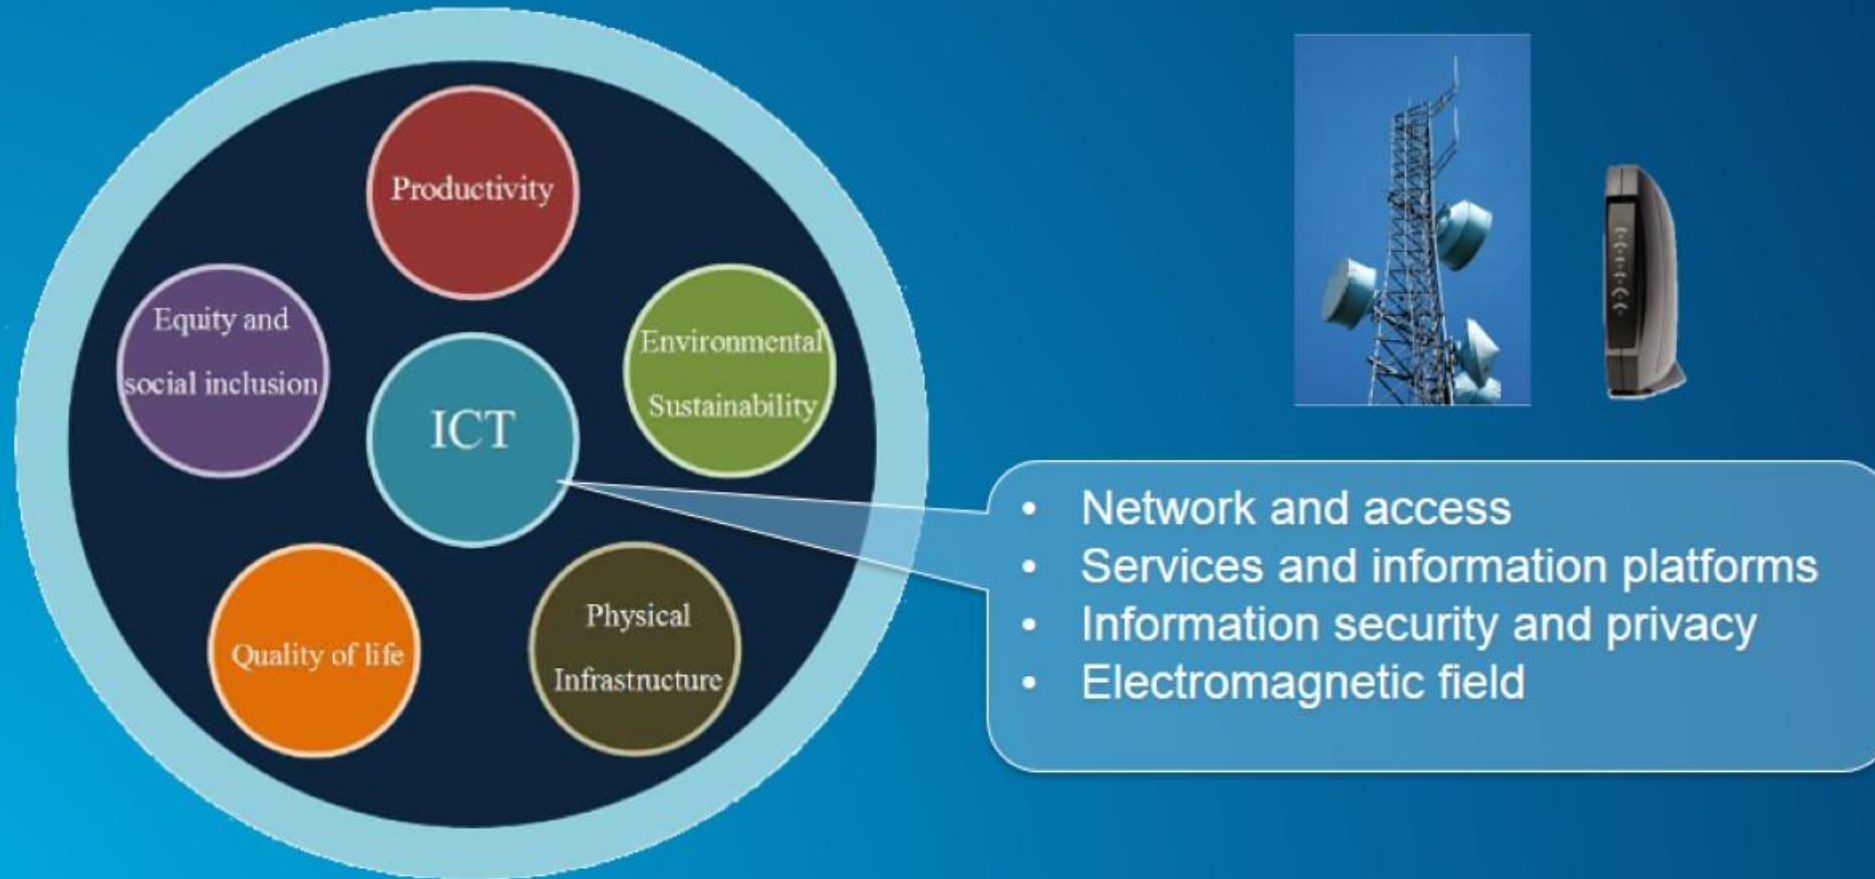 Productivity
Equity and
social inclusion
Environmental
Sustainability
ICT
Quality of life
Physical
Infrastructure
• Network and access
• Services and information platforms
• Information security and privacy
• Electromagnetic field